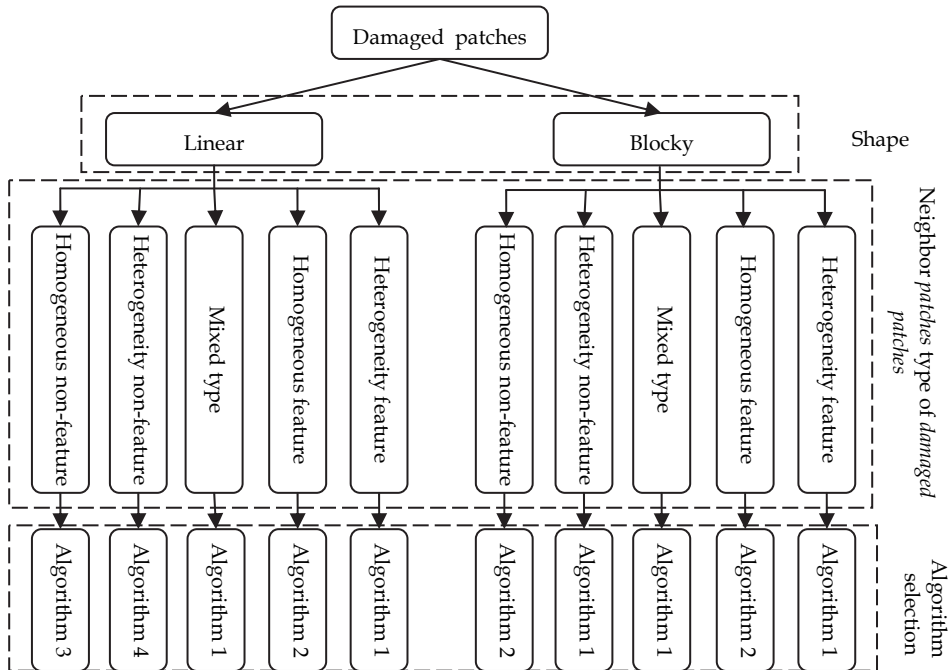 Damaged patches
Linear
Blocky
Shape
Homogeneous non-feature
Heterogeneity non-feature
Mixed type
Homogeneous feature
Heterogeneity feature
Homogeneous non-feature
Heterogeneity non-feature
Mixed type
Homogeneous feature
Heterogeneity feature
Neighbor patches type of damaged
patches
Algorithm 3
Algorithm 4
Algorithm 1
Algorithm 2
Algorithm 1
Algorithm 2
Algorithm 1
Algorithm 1
Algorithm 2
Algorithm 1
Algorithm
selection